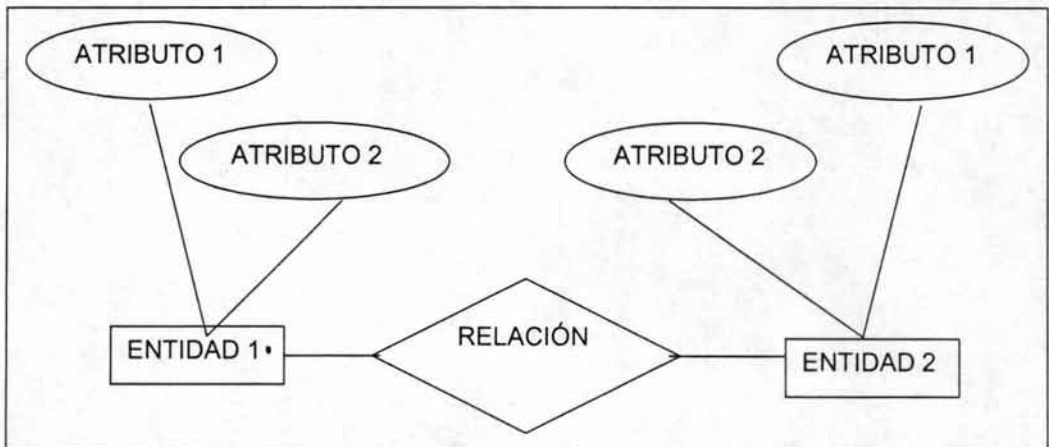 ATRIBUTO 1
ATRIBUTO 1
ATRIBUTO 2
ATRIBUTO 2
RELACIÓN
ENTIDAD 1
ENTIDAD 2